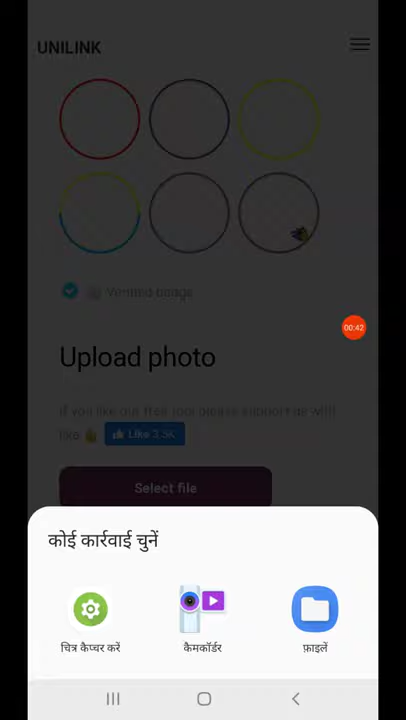 UNILINK
Verified badge
00:42
Upload photo
If you like our free tool please support us with
like 👍 Like 3.5K
Select file
कोई कार्रवाई चुनें
चित्र कैप्चर करें
कैमकॉर्डर
फ़ाइलें